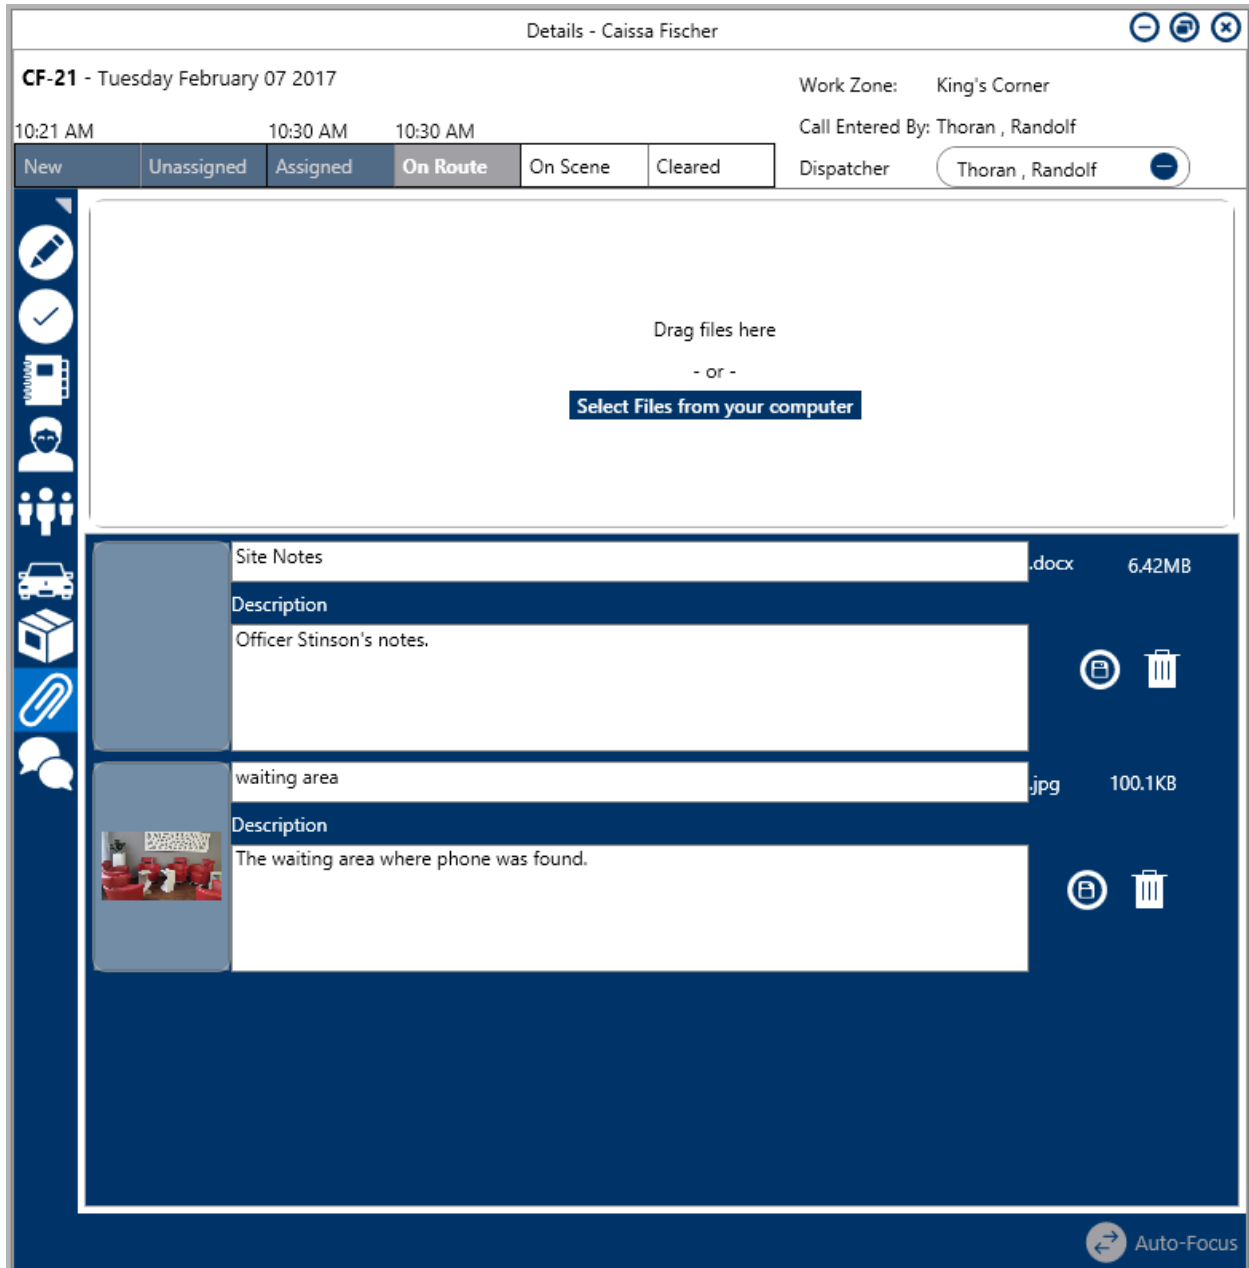 Details - Caissa Fischer
CF-21 - Tuesday February 07 2017
Work Zone: King's Corner
Call Entered By: Thoran , Randolf
Dispatcher Thoran , Randolf
10:21 AM 10:30 AM 10:30 AM
New Unassigned Assigned On Route On Scene Cleared
Drag files here
- or -
Select Files from your computer
Site Notes .docx 6.42MB
Description
Officer Stinson's notes.
waiting area .jpg 100.1KB
Description
The waiting area where phone was found.
Auto-Focus